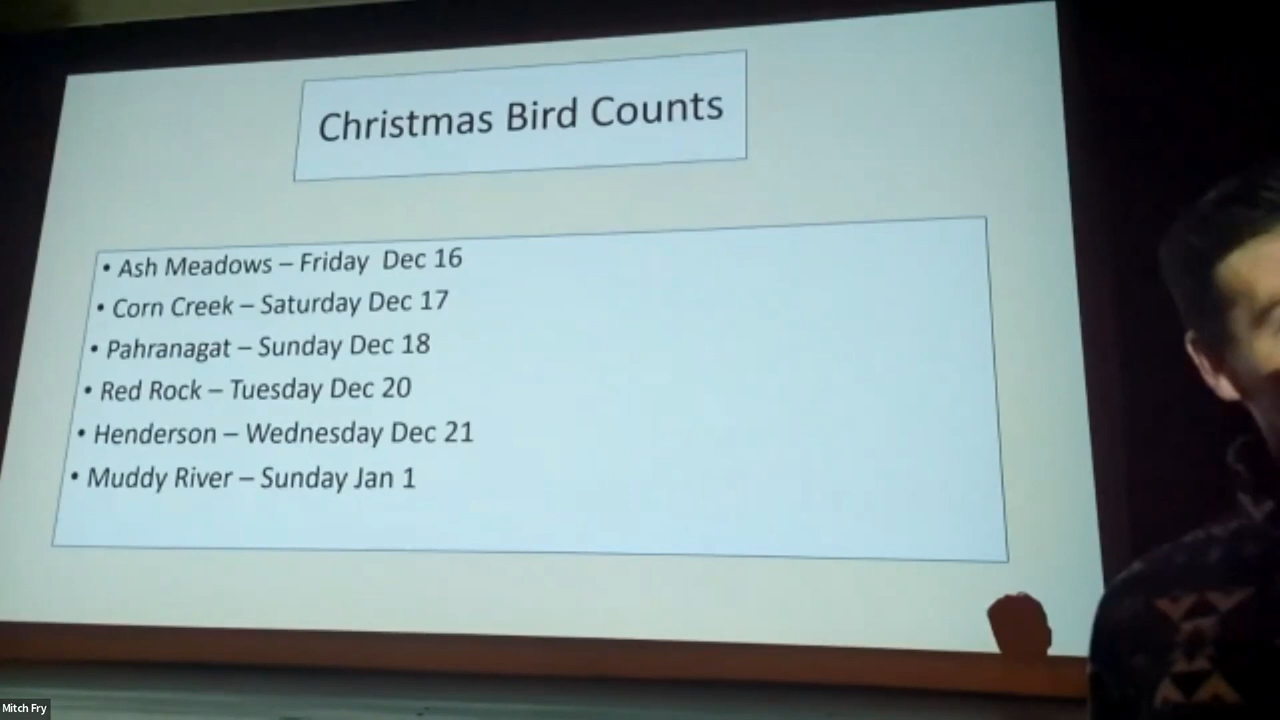 Christmas Bird Counts
• Ash Meadows – Friday  Dec 16
• Corn Creek – Saturday Dec 17
• Pahranagat – Sunday Dec 18
• Red Rock – Tuesday Dec 20
• Henderson – Wednesday Dec 21
• Muddy River – Sunday Jan 1
Mitch Fry